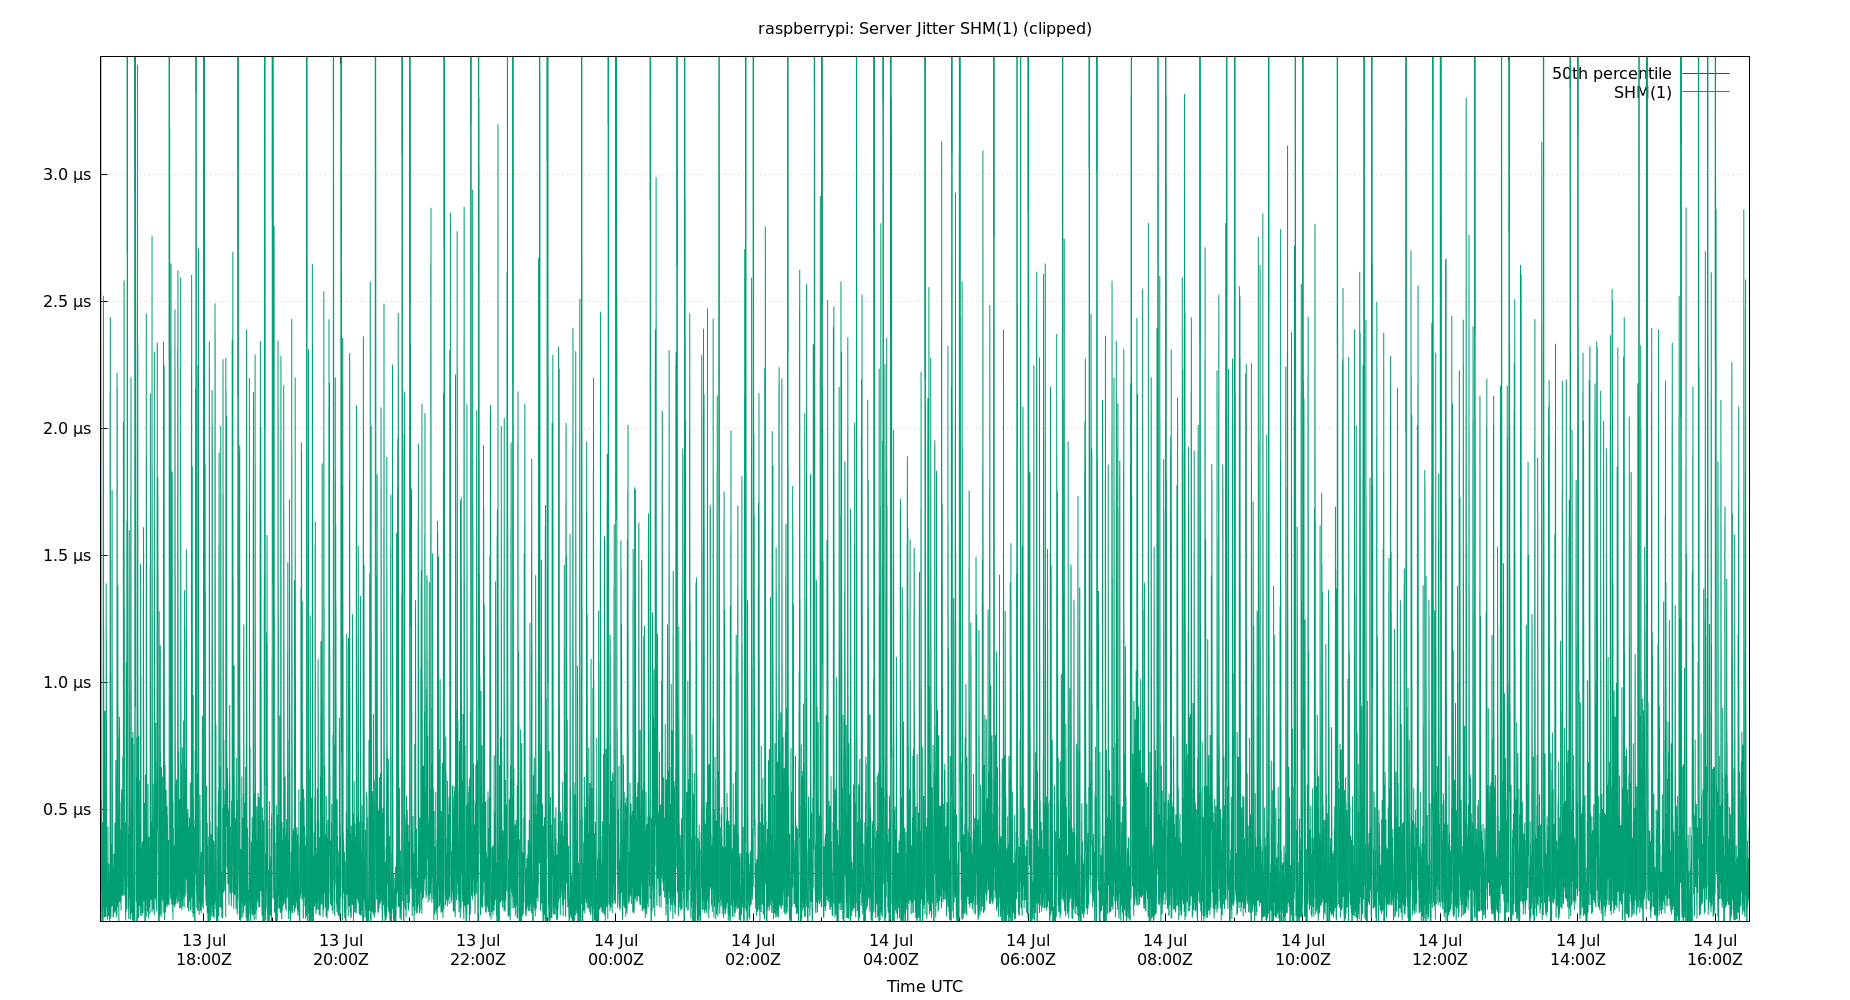 raspberrypi: Server Jitter SHM(1) (clipped)
50th percentile
SHM(1)
3.0 µs
2.5 µs
2.0 µs
1.5 µs
1.0 µs
0.5 µs
13 Jul 13 Jul 13 Jul 14 Jul 14 Jul 14 Jul 14 Jul 14 Jul 14 Jul 14 Jul 14 Jul 14 Jul
18:00Z 20:00Z 22:00Z 00:00Z 02:00Z 04:00Z 06:00Z 08:00Z 10:00Z 12:00Z 14:00Z 16:00Z
Time UTC